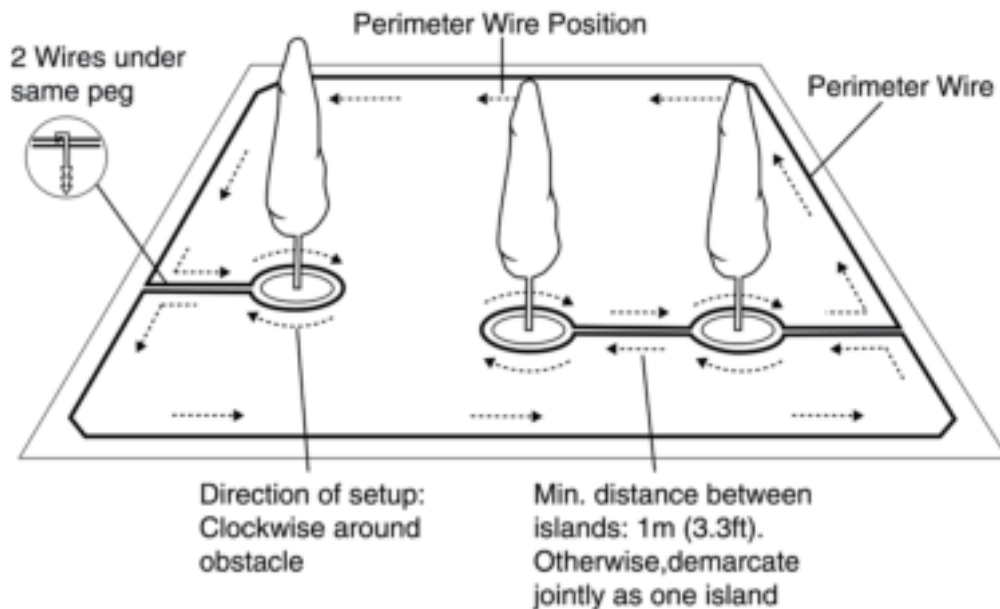 Perimeter Wire Position
2 Wires under
same peg
Perimeter Wire
Direction of setup:
Clockwise around
obstacle
Min. distance between
islands: 1m (3.3ft).
Otherwise,demarcate
jointly as one island